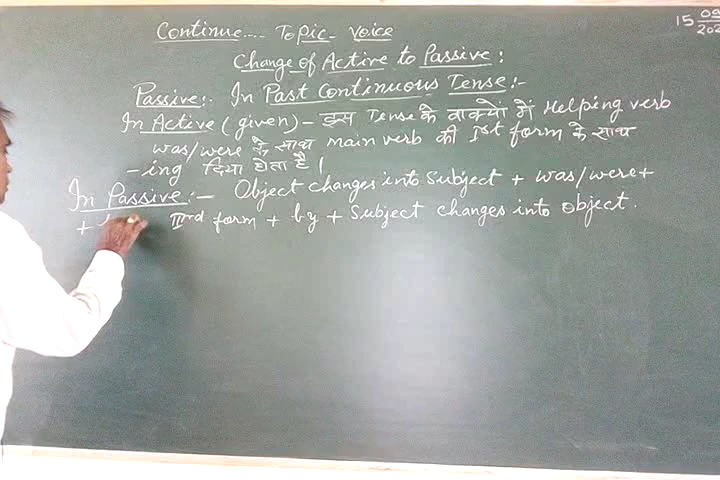 15 09
202
Continue.... Topic- Voice
Change of Active to Passive:
Passive:- In Past Continuous Tense:-
In Active (given) - इस Tense के वाक्यों में Helping verb
was/were के साथ main verb की Ist form के साथ
-ing दिया होता है।
In Passive:- Object changes into Subject + was/were +
+ IIIrd form + by + Subject changes into object.